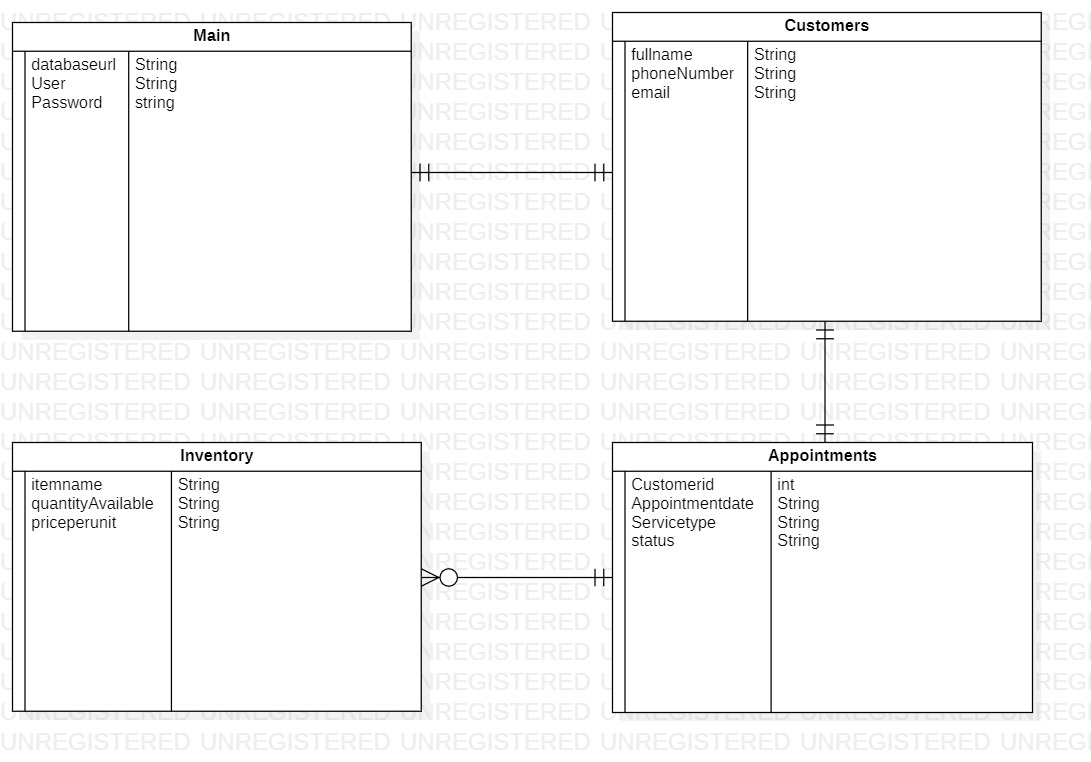 Main
databaseurl String
User String
Password string
Customers
fullname String
phoneNumber String
email String
Inventory
itemname String
quantityAvailable String
priceperunit String
Appointments
Customerid int
Appointmentdate String
Servicetype String
status String
UNREGISTERED UNREGISTERED UNREGISTERED UNREGISTERED UNREGISTERED